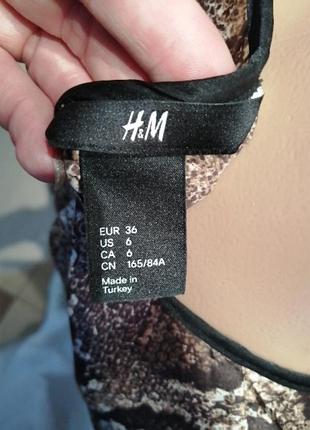 H&M
EUR 36
US 6
CA 6
CN 165/84A
Made in
Turkey